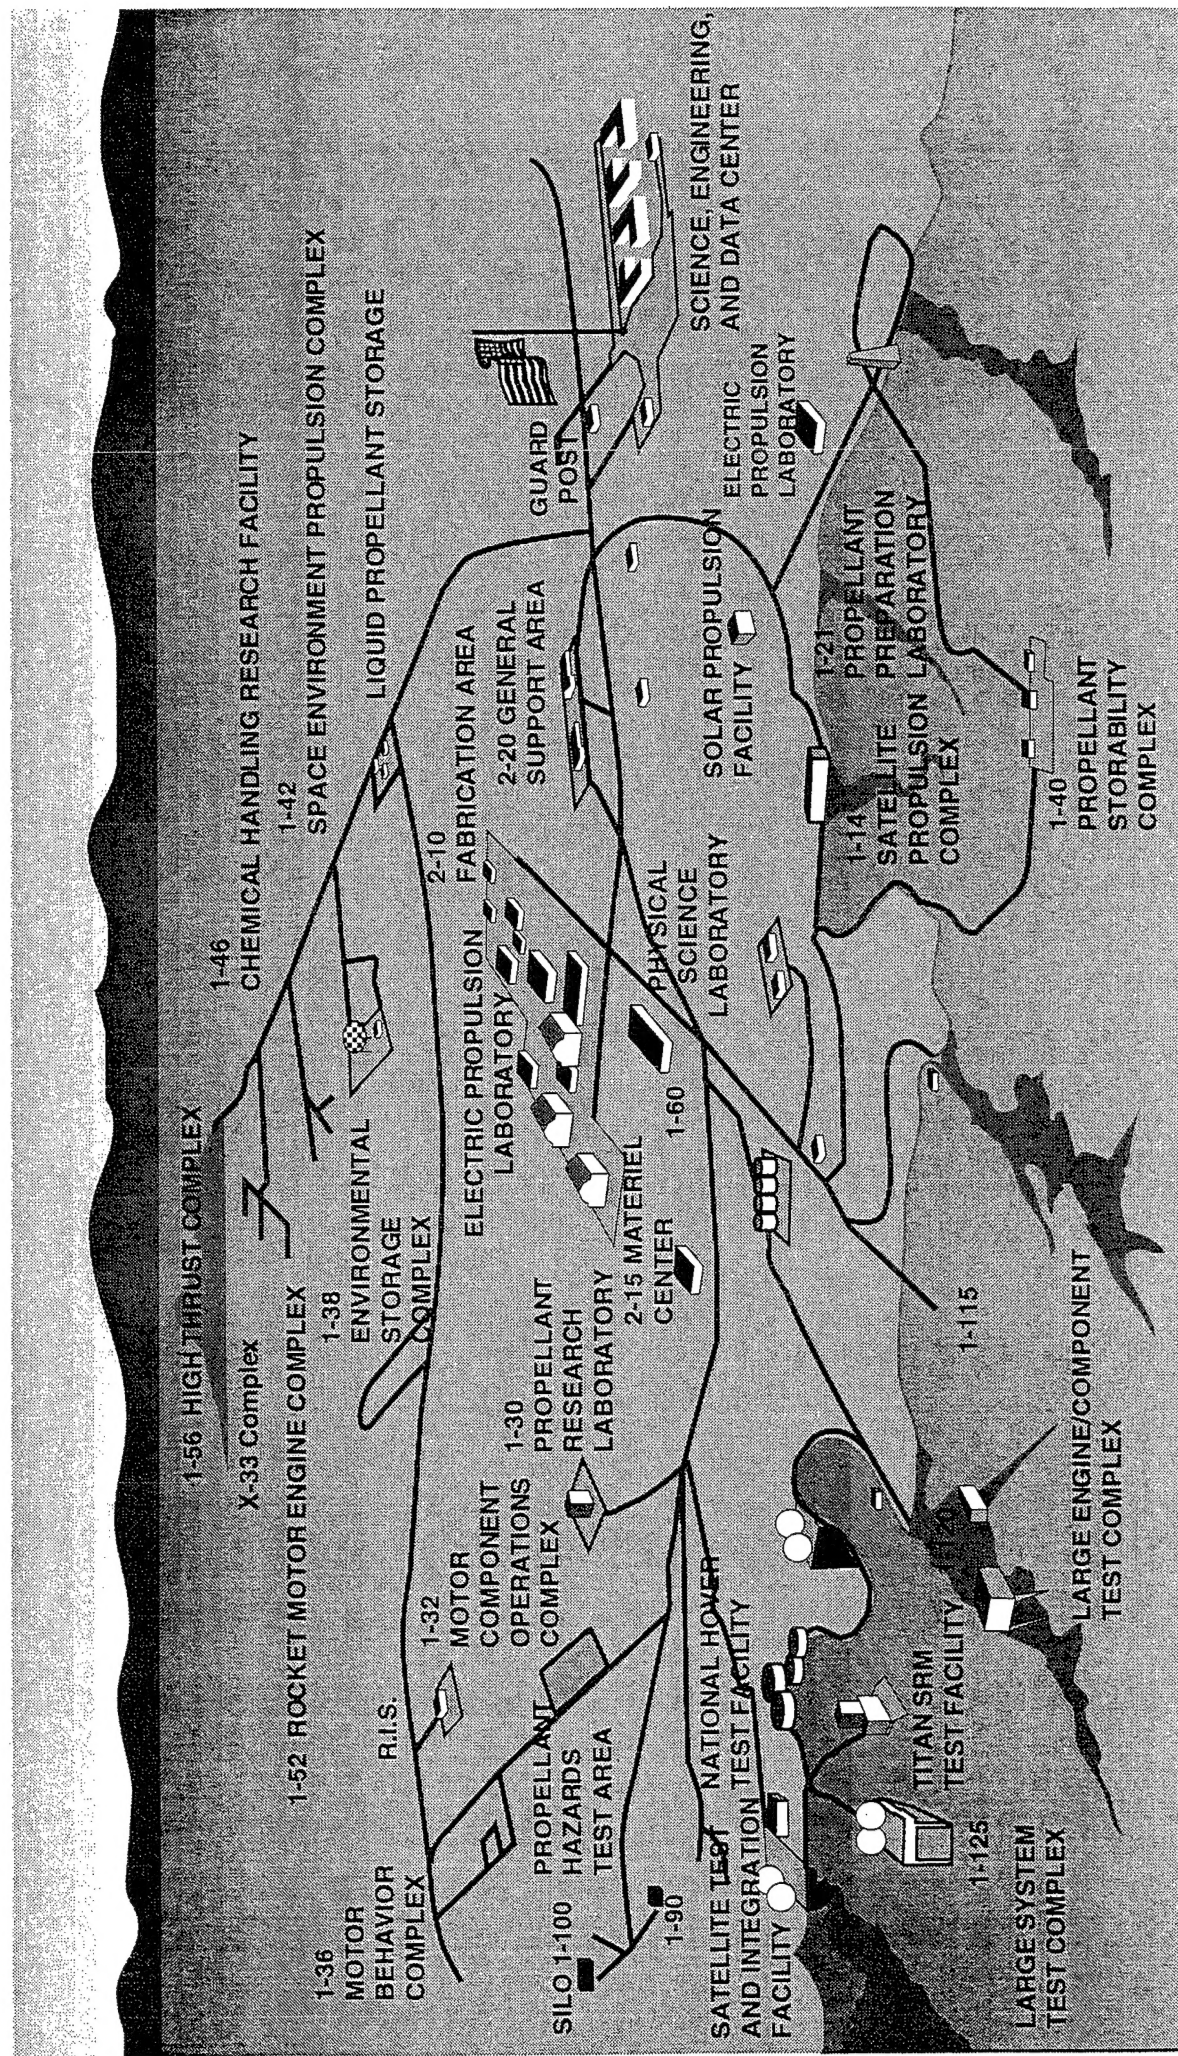 1-56 HIGH THRUST COMPLEX
X-33 Complex
1-52 ROCKET MOTOR ENGINE COMPLEX
1-46
CHEMICAL HANDLING RESEARCH FACILITY
1-42
SPACE ENVIRONMENT PROPULSION COMPLEX
LIQUID PROPELLANT STORAGE
1-36
MOTOR
BEHAVIOR
COMPLEX
R.I.S.
1-38
ENVIRONMENTAL
STORAGE
COMPLEX
1-32
MOTOR
COMPONENT
OPERATIONS
COMPLEX
ELECTRIC PROPULSION
LABORATORY
2-10
FABRICATION AREA
2-20 GENERAL
SUPPORT AREA
GUARD
POST
1-30
PROPELLANT
RESEARCH
LABORATORY
PROPELLANT
HAZARDS
TEST AREA
SILO 1-100
1-90
2-15 MATERIEL
CENTER
1-60
PHYSICAL
SCIENCE
LABORATORY
SOLAR PROPULSION
FACILITY
ELECTRIC
PROPULSION
LABORATORY
SCIENCE, ENGINEERING,
AND DATA CENTER
NATIONAL HOVER
TEST FACILITY
SATELLITE TEST
AND INTEGRATION
FACILITY
1-21
PROPELLANT
PREPARATION
LABORATORY
1-14
SATELLITE
PROPULSION
COMPLEX
TITAN SRM
TEST FACILITY
1-120
1-115
1-125
LARGE SYSTEM
TEST COMPLEX
LARGE ENGINE/COMPONENT
TEST COMPLEX
1-40
PROPELLANT
STORABILITY
COMPLEX